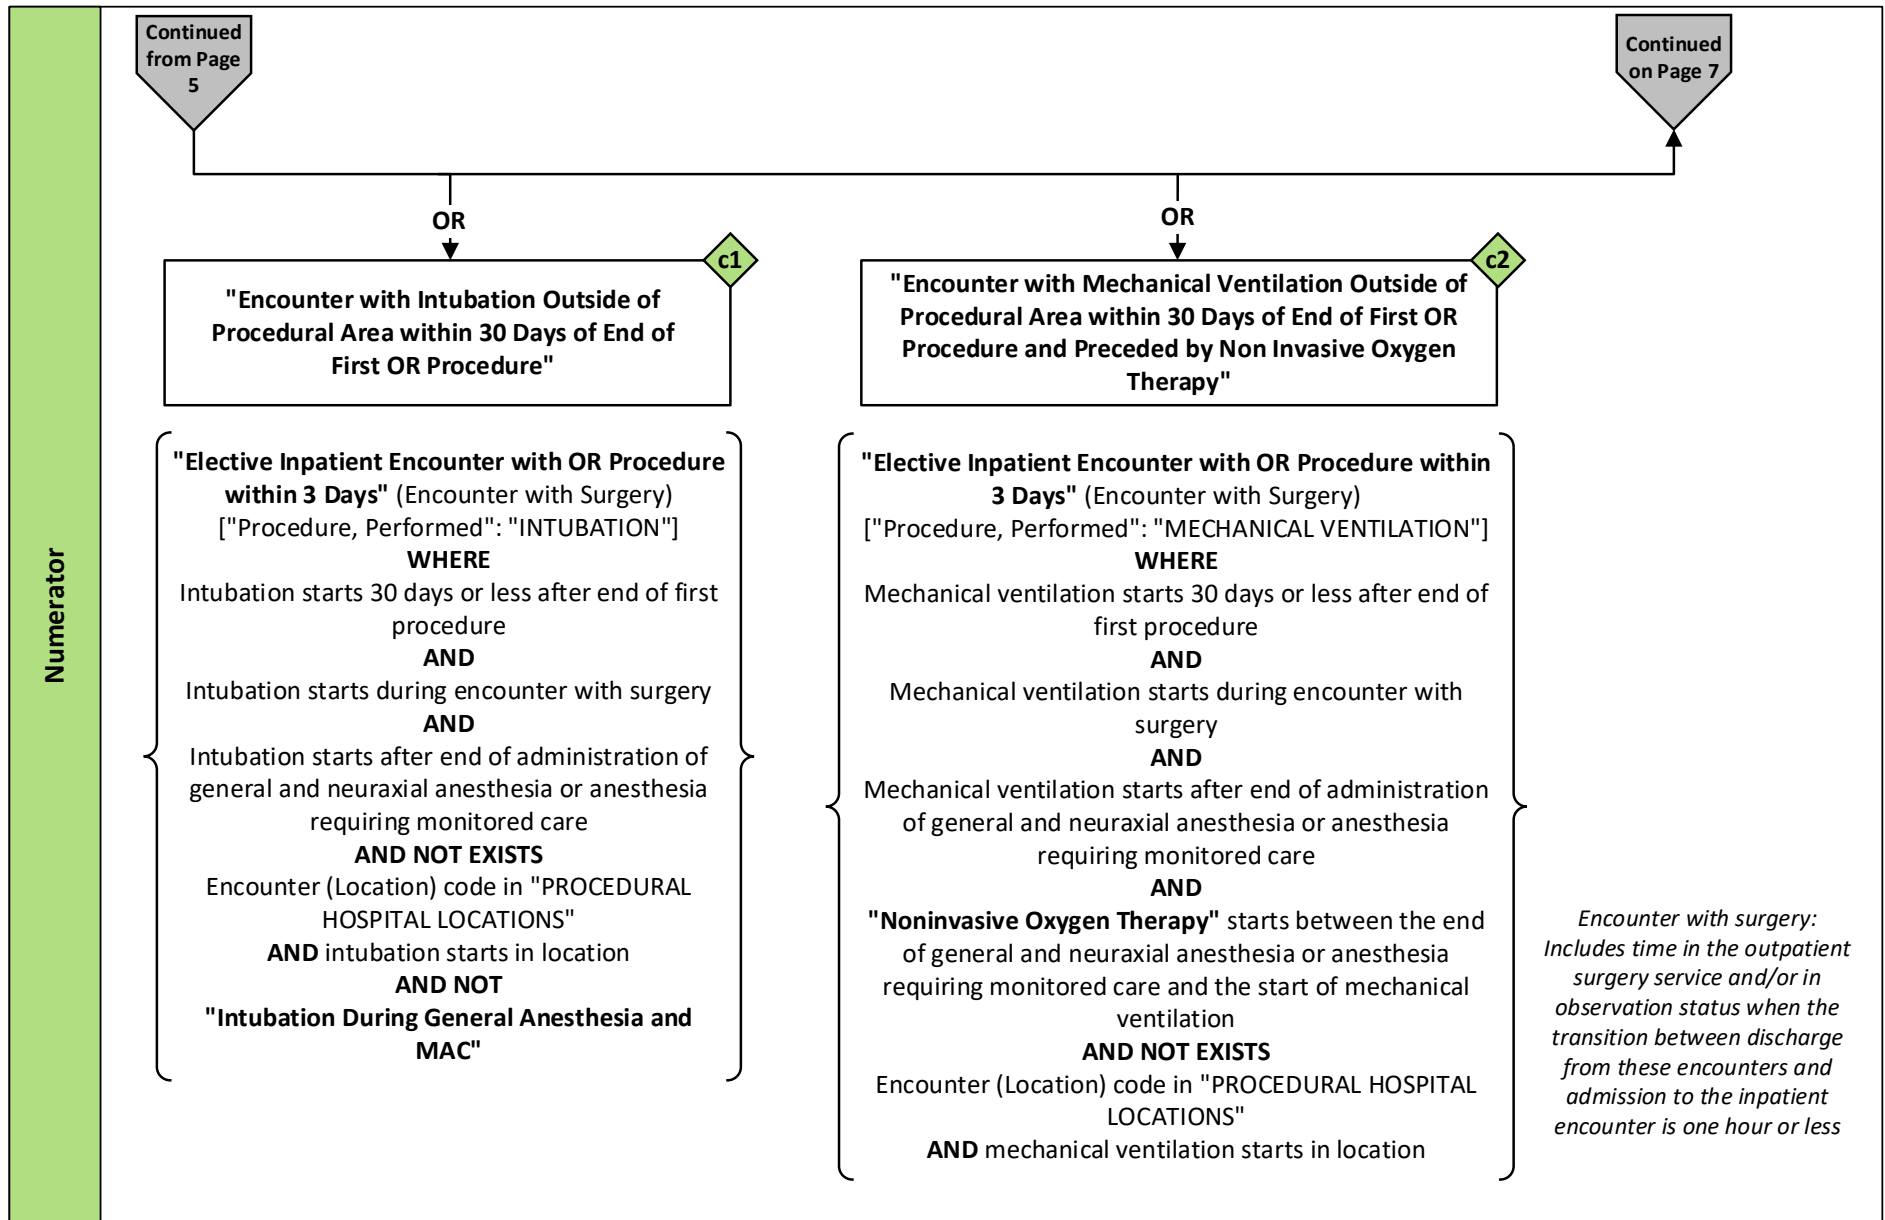 Numerator
Continued
from Page
5
Continued
on Page 7
OR
OR
c1
"Encounter with Intubation Outside of
Procedural Area within 30 Days of End of
First OR Procedure"
c2
"Encounter with Mechanical Ventilation Outside of
Procedural Area within 30 Days of End of First OR
Procedure and Preceded by Non Invasive Oxygen
Therapy"
"Elective Inpatient Encounter with OR Procedure
within 3 Days" (Encounter with Surgery)
["Procedure, Performed": "INTUBATION"]
WHERE
Intubation starts 30 days or less after end of first
procedure
AND
Intubation starts during encounter with surgery
AND
Intubation starts after end of administration of
general and neuraxial anesthesia or anesthesia
requiring monitored care
AND NOT EXISTS
Encounter (Location) code in "PROCEDURAL
HOSPITAL LOCATIONS"
AND intubation starts in location
AND NOT
"Intubation During General Anesthesia and
MAC"
"Elective Inpatient Encounter with OR Procedure within
3 Days" (Encounter with Surgery)
["Procedure, Performed": "MECHANICAL VENTILATION"]
WHERE
Mechanical ventilation starts 30 days or less after end of
first procedure
AND
Mechanical ventilation starts during encounter with
surgery
AND
Mechanical ventilation starts after end of administration
of general and neuraxial anesthesia or anesthesia
requiring monitored care
AND
"Noninvasive Oxygen Therapy" starts between the end
of general and neuraxial anesthesia or anesthesia
requiring monitored care and the start of mechanical
ventilation
AND NOT EXISTS
Encounter (Location) code in "PROCEDURAL HOSPITAL
LOCATIONS"
AND mechanical ventilation starts in location
Encounter with surgery:
Includes time in the outpatient
surgery service and/or in
observation status when the
transition between discharge
from these encounters and
admission to the inpatient
encounter is one hour or less